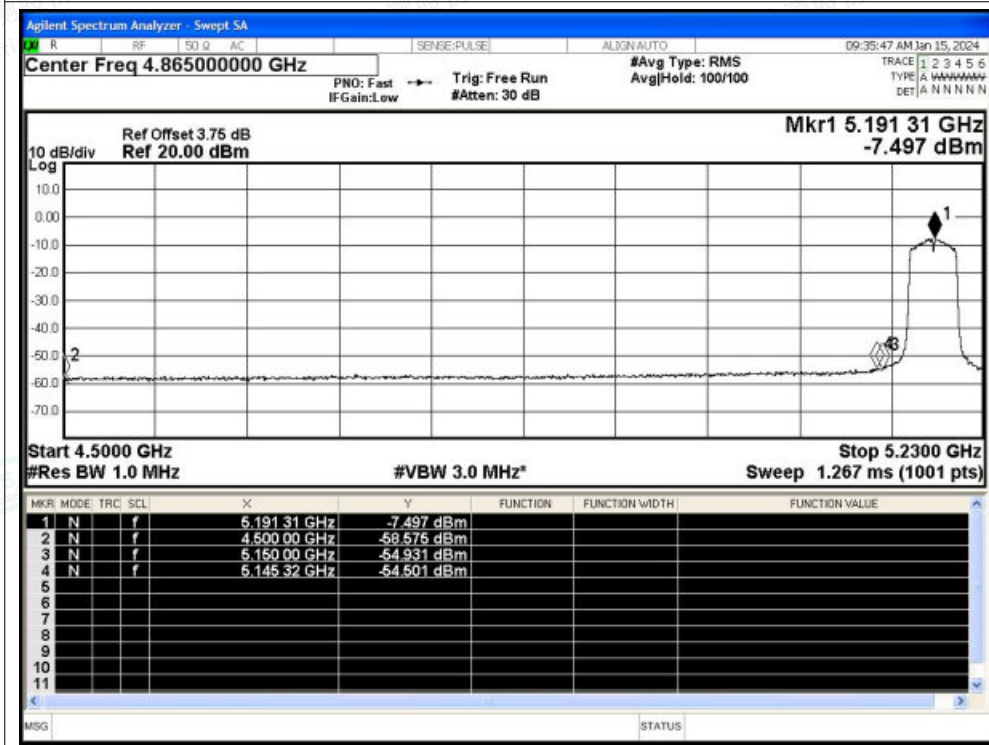 Agilent Spectrum Analyzer - Swept SA
R RF 50 Ω AC SENSE:PULSE ALIGN AUTO 09:35:47 AM Jan 15, 2024
Center Freq 4.865000000 GHz
PNO: Fast
IFGain:Low
Trig: Free Run
#Atten: 30 dB
#Avg Type: RMS
Avg|Hold: 100/100
TRACE 1 2 3 4 5 6
TYPE A
DET A N N N N N
Ref Offset 3.75 dB
10 dB/div Ref 20.00 dBm
Log
Mkr1 5.191 31 GHz
-7.497 dBm
10.0
0.00
-10.0
-20.0
-30.0
-40.0
-50.0
-60.0
-70.0
1
2
43
Start 4.5000 GHz Stop 5.2300 GHz
#Res BW 1.0 MHz #VBW 3.0 MHz* Sweep 1.267 ms (1001 pts)
MKR MODE TRC SCL X Y FUNCTION FUNCTION WIDTH FUNCTION VALUE
1 N f 5.191 31 GHz -7.497 dBm
2 N f 4.500 00 GHz -58.575 dBm
3 N f 5.150 00 GHz -54.931 dBm
4 N f 5.145 32 GHz -54.501 dBm
5
6
7
8
9
10
11
MSG STATUS